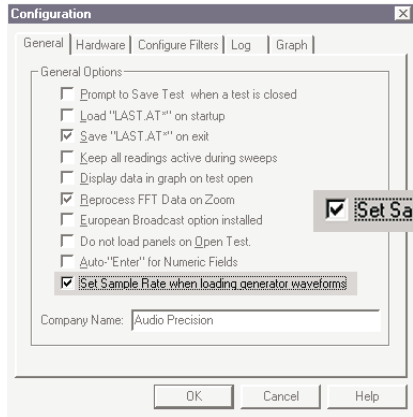 Configuration
General Hardware Configure Filters Log Graph
General Options
Prompt to Save Test when a test is closed
Load "LAST.AT*" on startup
Save "LAST.AT*" on exit
Keep all readings active during sweeps
Display data in graph on test open
Reprocess FFT Data on Zoom
European Broadcast option installed
Do not load panels on Open Test.
Auto-"Enter" for Numeric Fields
Set Sample Rate when loading generator waveforms
Set Sa
Company Name: Audio Precision
OK Cancel Help